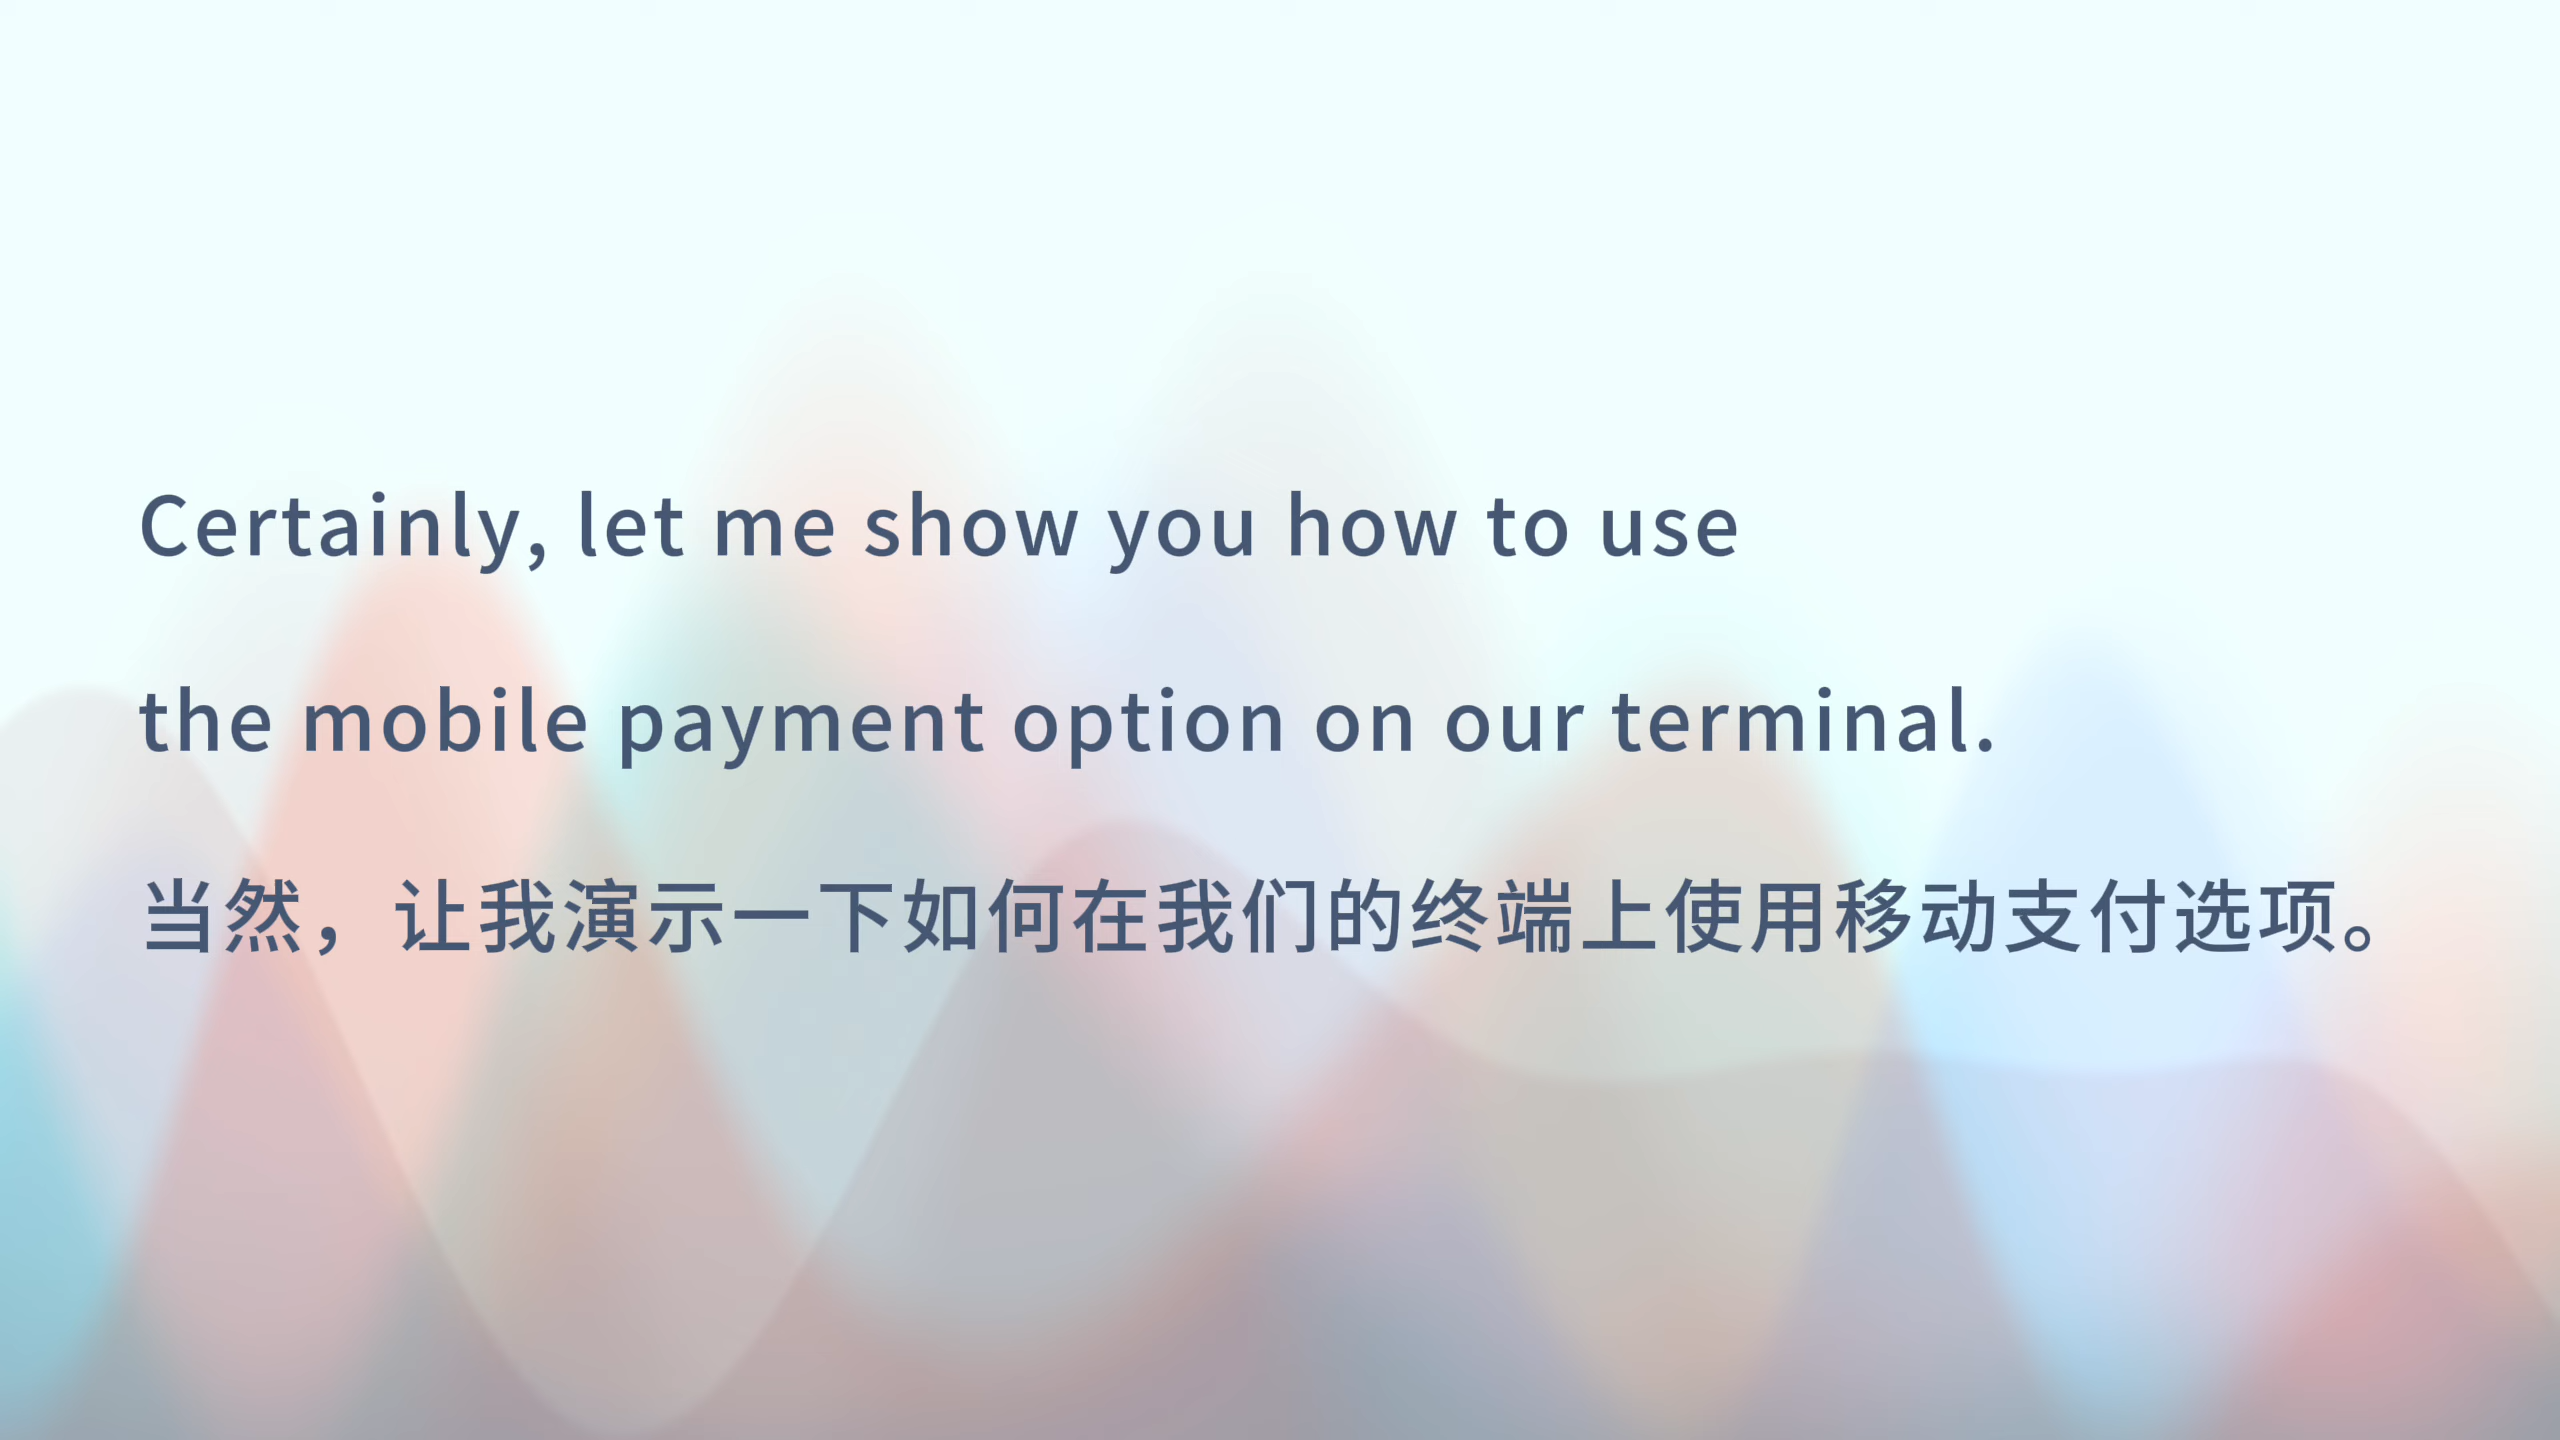 Certainly, let me show you how to use
the mobile payment option on our terminal.
当然，让我演示一下如何在我们的终端上使用移动支付选项。